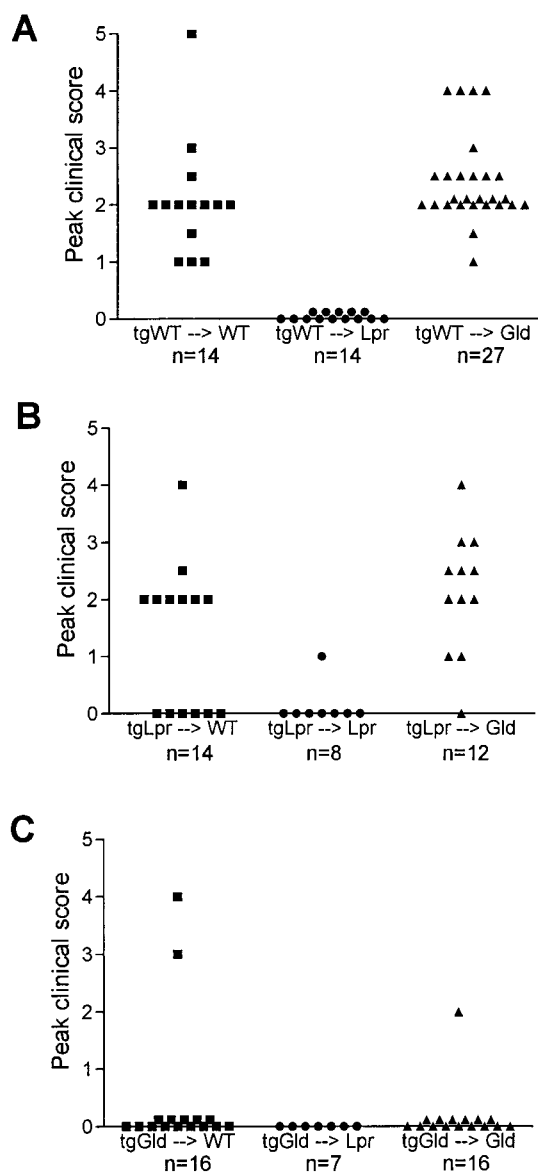 A
Peak clinical score
5
4
3
2
1
0
tgWT --> WT tgWT --> Lpr tgWT --> Gld
n=14 n=14 n=27
B
Peak clinical score
5
4
3
2
1
0
tgLpr --> WT tgLpr --> Lpr tgLpr --> Gld
n=14 n=8 n=12
C
Peak clinical score
5
4
3
2
1
0
tgGld --> WT tgGld --> Lpr tgGld --> Gld
n=16 n=7 n=16